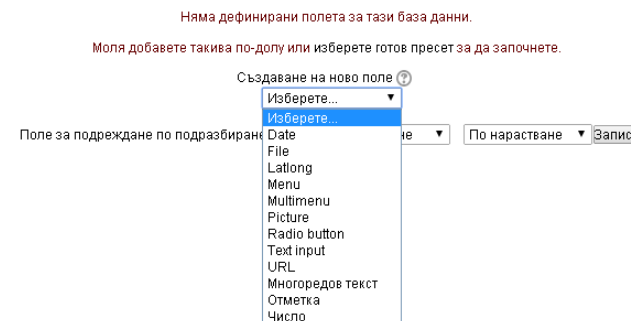 Няма дефинирани полета за тази база данни.
Моля добавете такива по-долу или изберете готов пресет за да започнете.
Създаване на ново поле ?
Изберете...
Изберете...
Поле за подреждане по подразбиране По нарастване
Date
File
Latlong
Menu
Multimenu
Picture
Radio button
Text input
URL
Многоредов текст
Отметка
Число